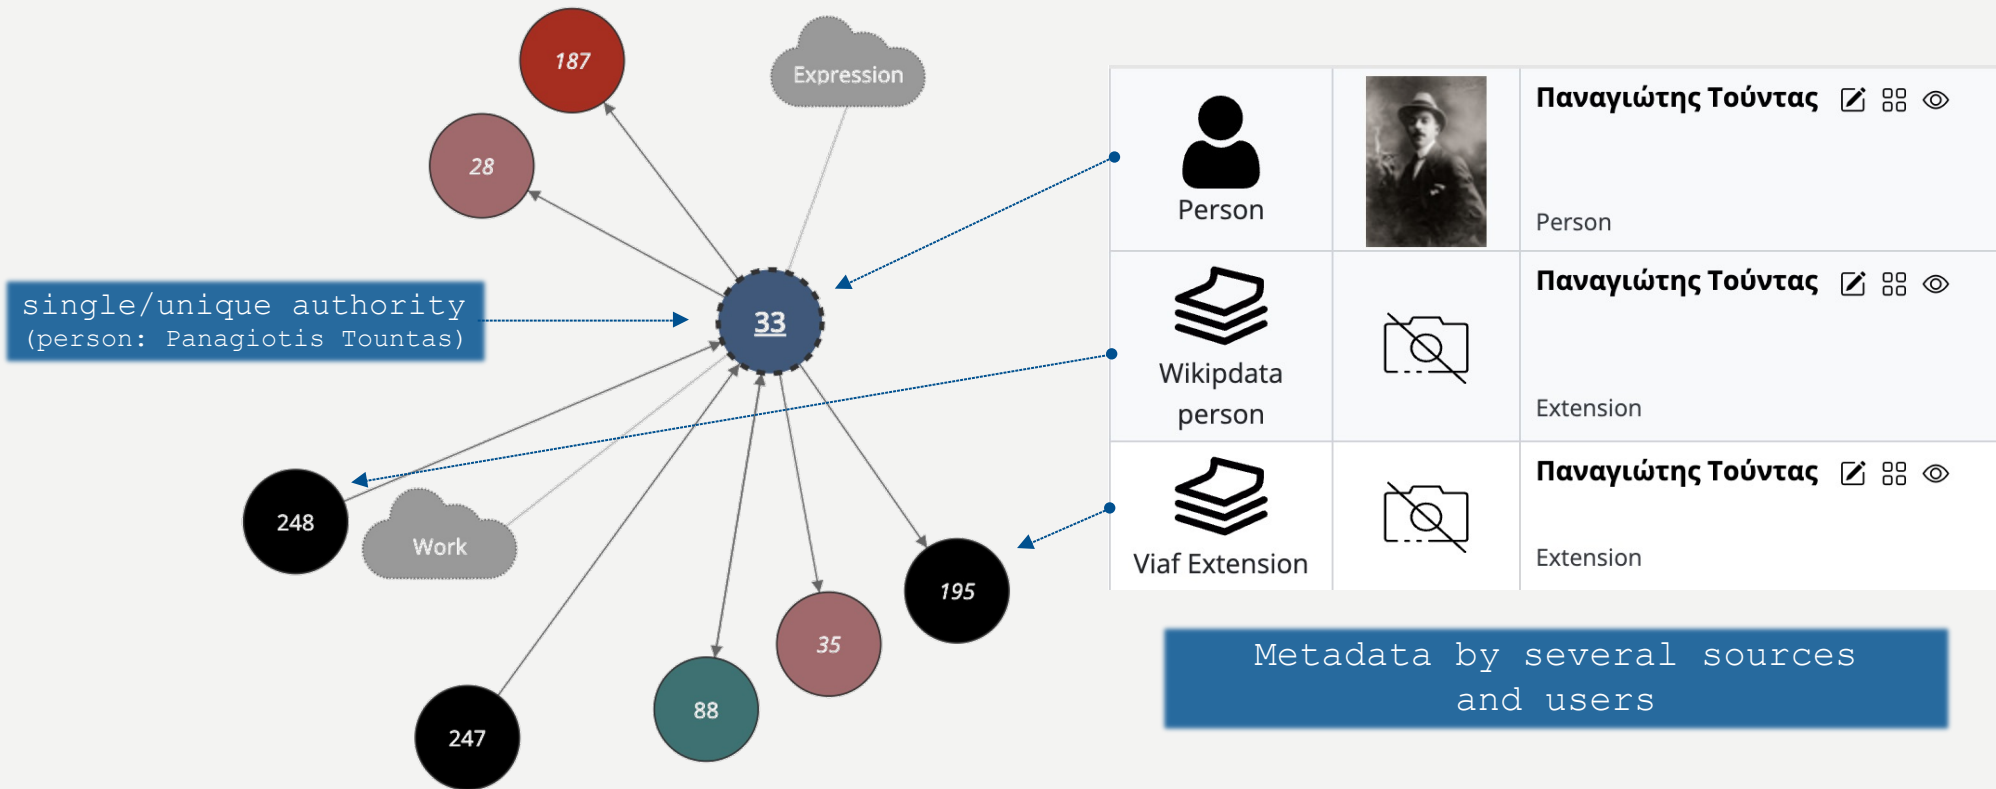 187
Expression
28
single/unique authority
(person: Panagiotis Tountas)
33
248
Work
247
88
35
195
Person
Παναγιώτης Τούντας
Person
Wikipdata
person
Παναγιώτης Τούντας
Extension
Viaf Extension
Παναγιώτης Τούντας
Extension
Metadata by several sources
and users